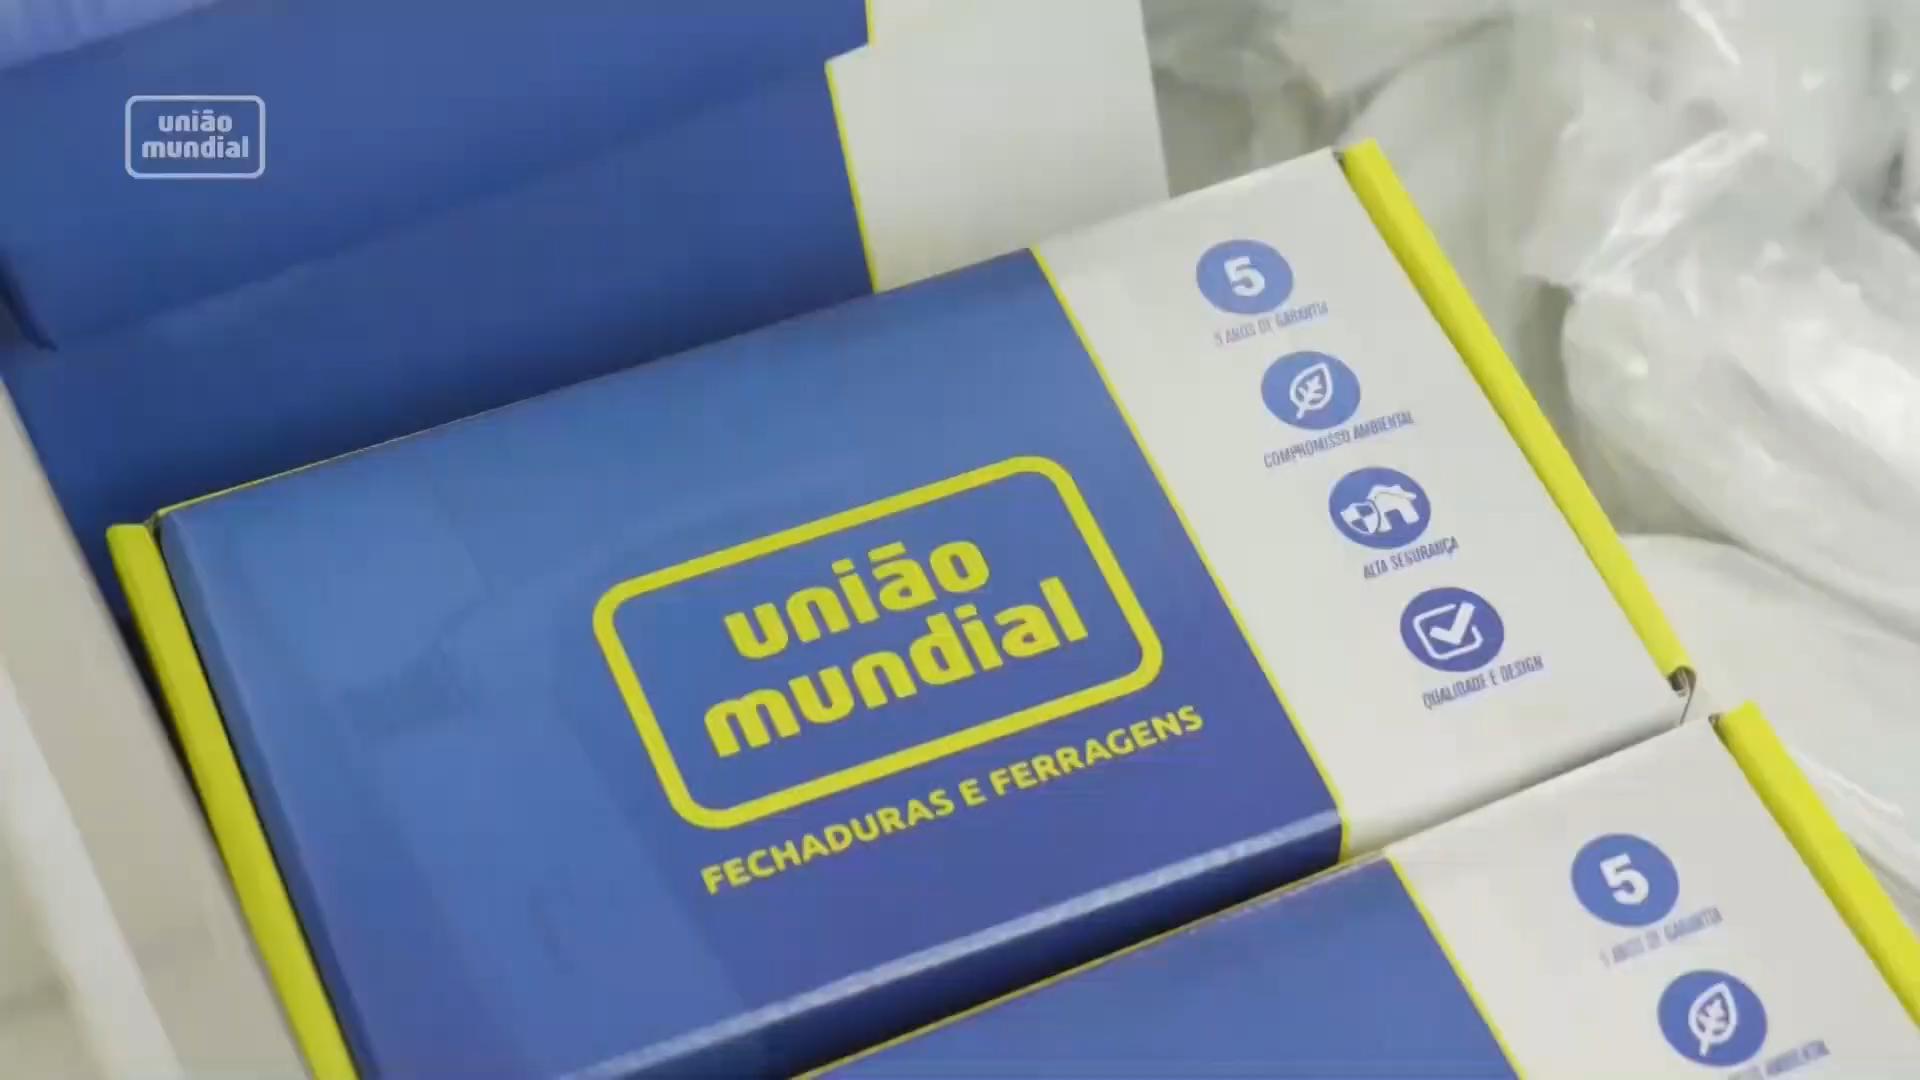 união
mundial
união
mundial
FECHADURAS E FERRAGENS
5
5 ANOS DE GARANTIA
COMPROMISSO AMBIENTAL
ALTA SEGURANÇA
QUALIDADE E DESIGN
5
5 ANOS DE GARANTIA
AMBIENTAL